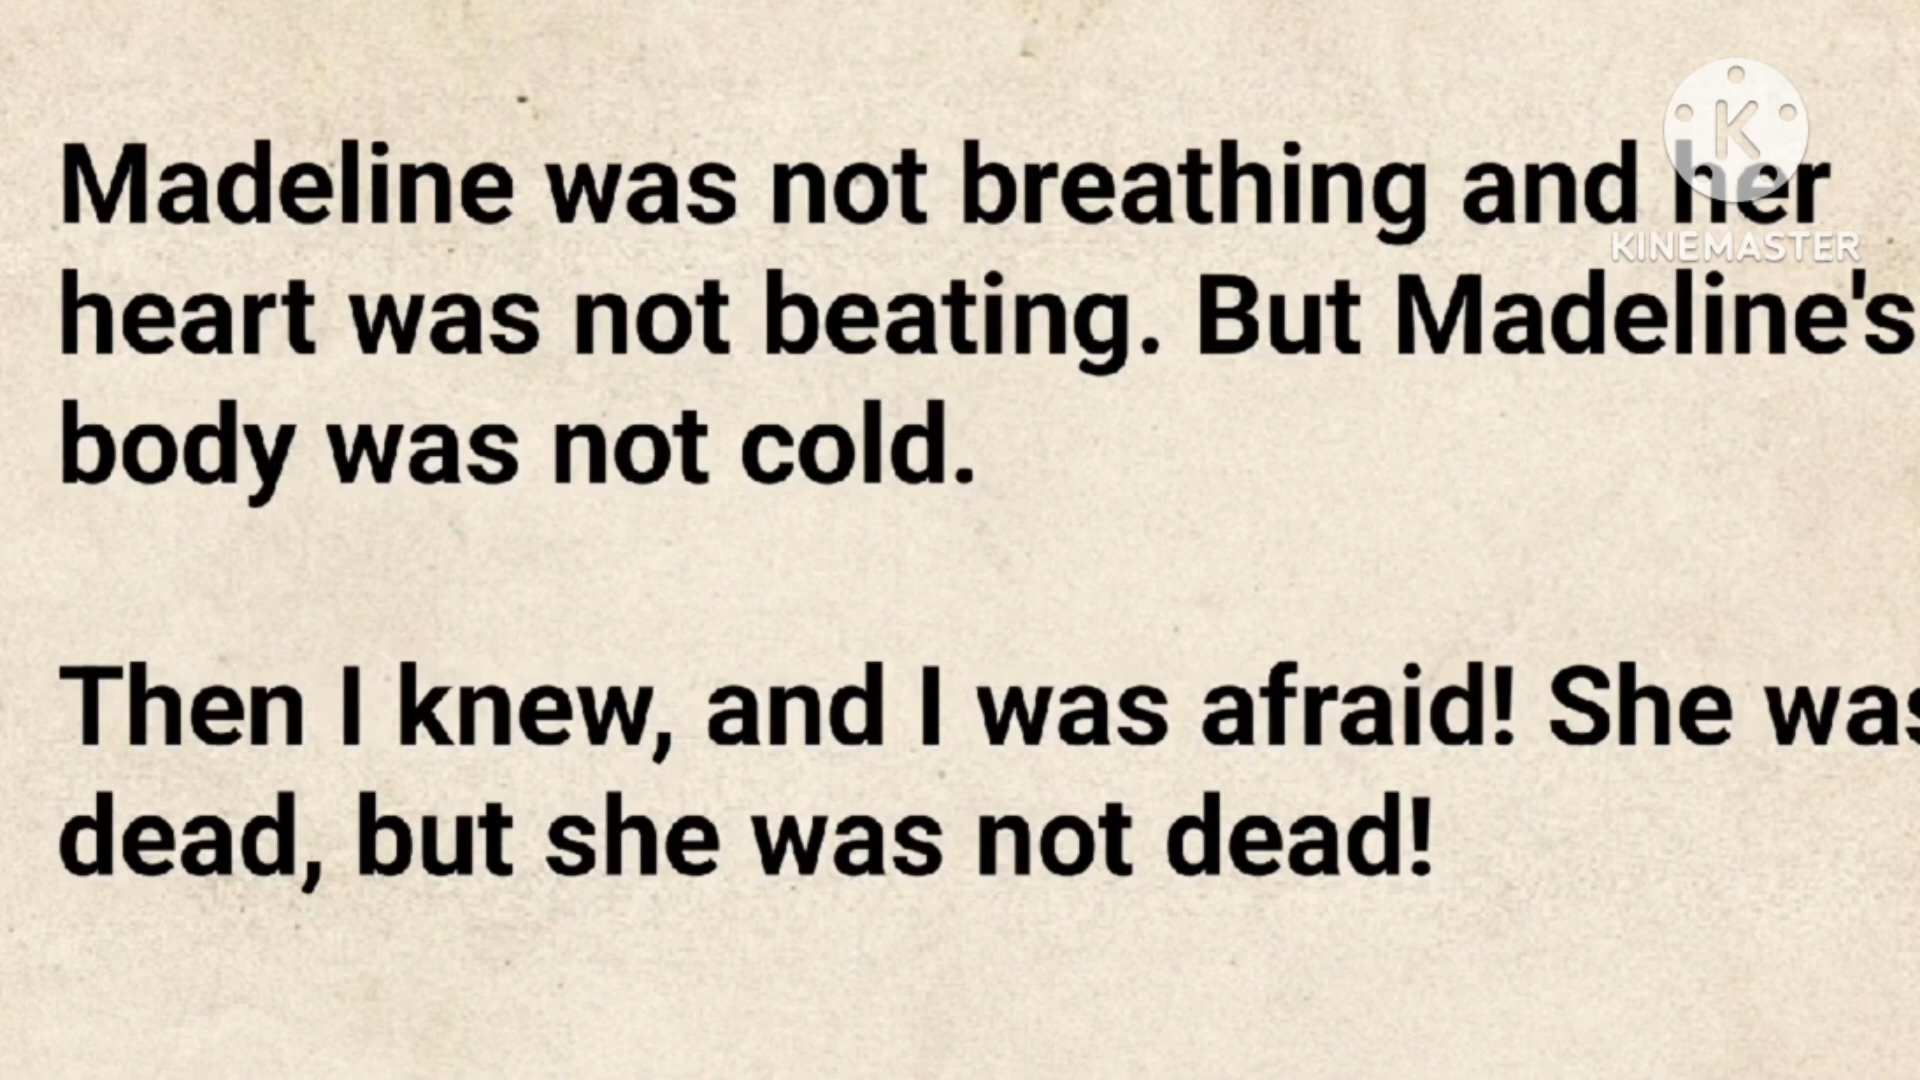 Madeline was not breathing and her
KINEMASTER
heart was not beating. But Madeline's
body was not cold.
Then I knew, and I was afraid! She was
dead, but she was not dead!